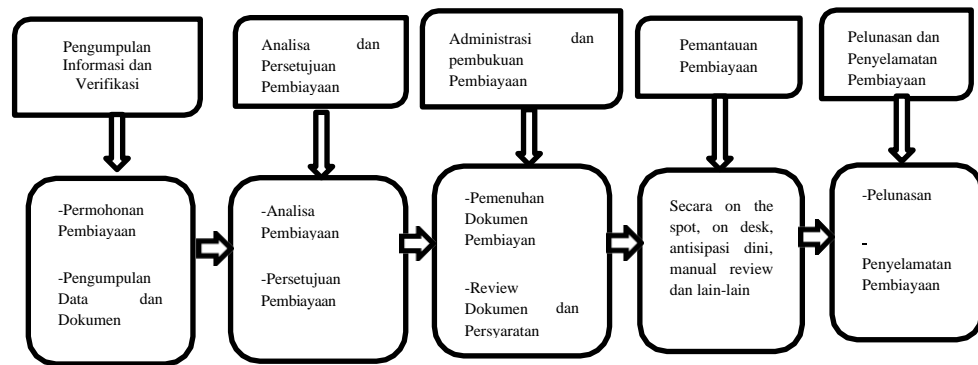 Pengumpulan
Informasi dan
Verifikasi
Analisa dan
Persetujuan
Pembiayaan
Administrasi dan
pembukuan
Pembiayaan
Pemantauan
Pembiayaan
Pelunasan dan
Penyelamatan
Pembiayaan
-Permohonan
Pembiayaan
-Pengumpulan
Data dan
Dokumen
-Analisa
Pembiayaan
-Persetujuan
Pembiayaan
-Pemenuhan
Dokumen
Pembiyan
-Review
Dokumen dan
Persyaratan
Secara on the
spot, on desk,
antisipasi dini,
manual review
dan lain-lain
-Pelunasan
-
Penyelamatan
Pembiayaan